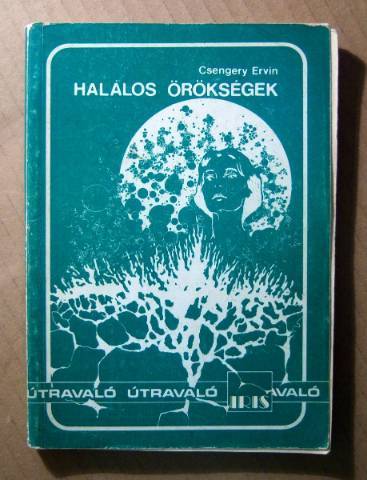 Csengery Ervin
HALÁLOS ÖRÖKSÉGEK
ÚTRAVALÓ ÚTRAVALÓ IRIS AVALÓ